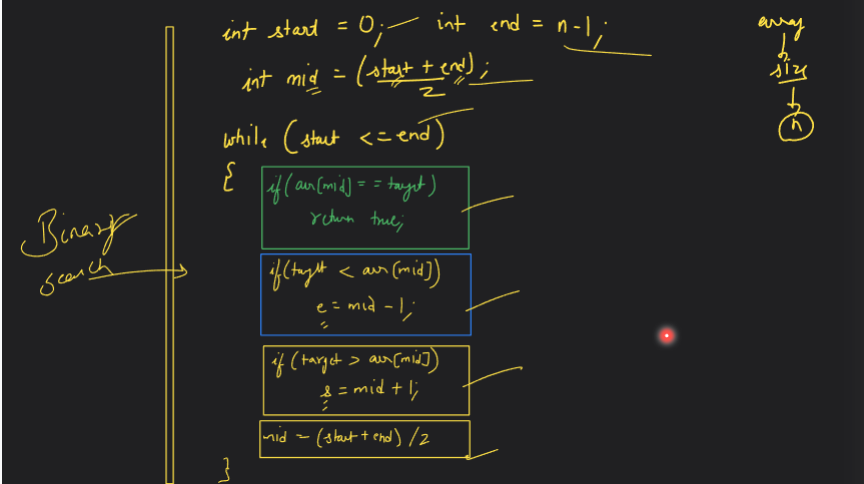 int start = 0; int end = n-1;
int mid = (start + end);
2
while (start <= end)
{
if (arr[mid] == target)
return true;
if (target < arr[mid])
e = mid - 1;
if (target > arr[mid])
s = mid + 1;
mid = (start + end) / 2
}
Binary
search
array
size
n